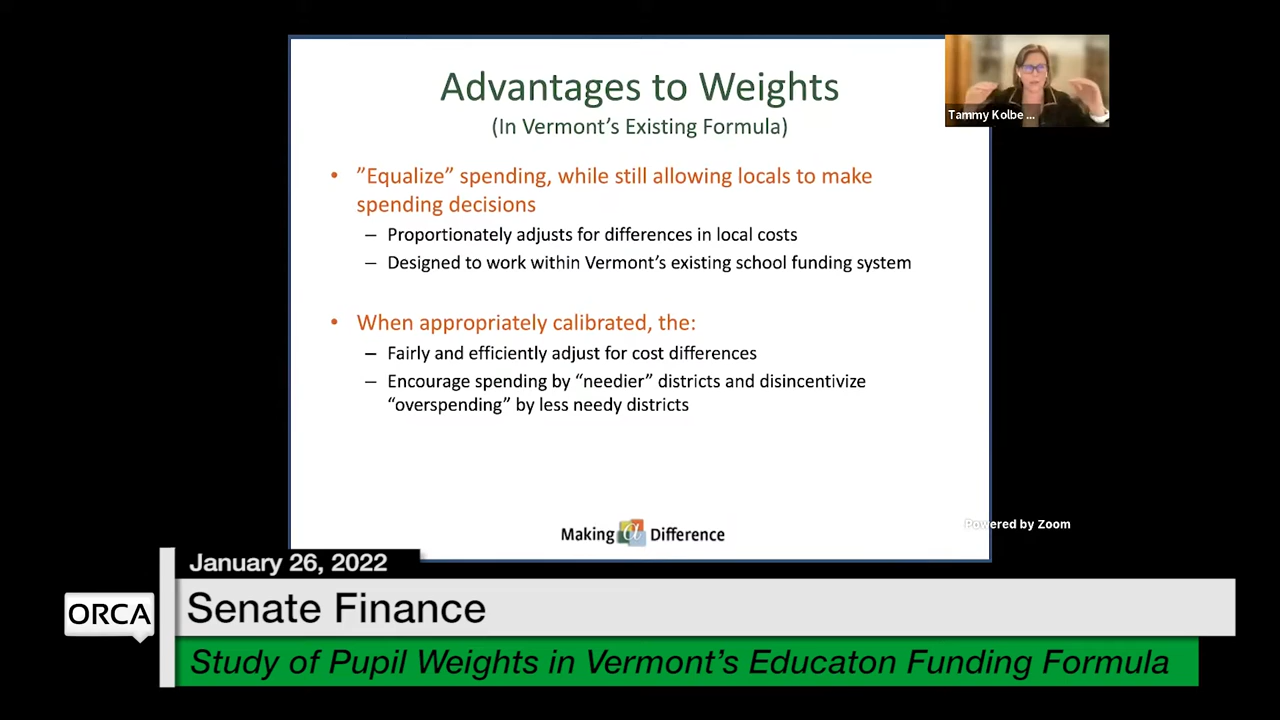 Advantages to Weights
(In Vermont's Existing Formula)
• ”Equalize” spending, while still allowing locals to make
spending decisions
– Proportionately adjusts for differences in local costs
– Designed to work within Vermont's existing school funding system
• When appropriately calibrated, the:
– Fairly and efficiently adjust for cost differences
– Encourage spending by “needier” districts and disincentivize
“overspending” by less needy districts
Making a Difference
Tammy Kolbe ...
Powered by Zoom
January 26, 2022
ORCA
Senate Finance
Study of Pupil Weights in Vermont's Educaton Funding Formula